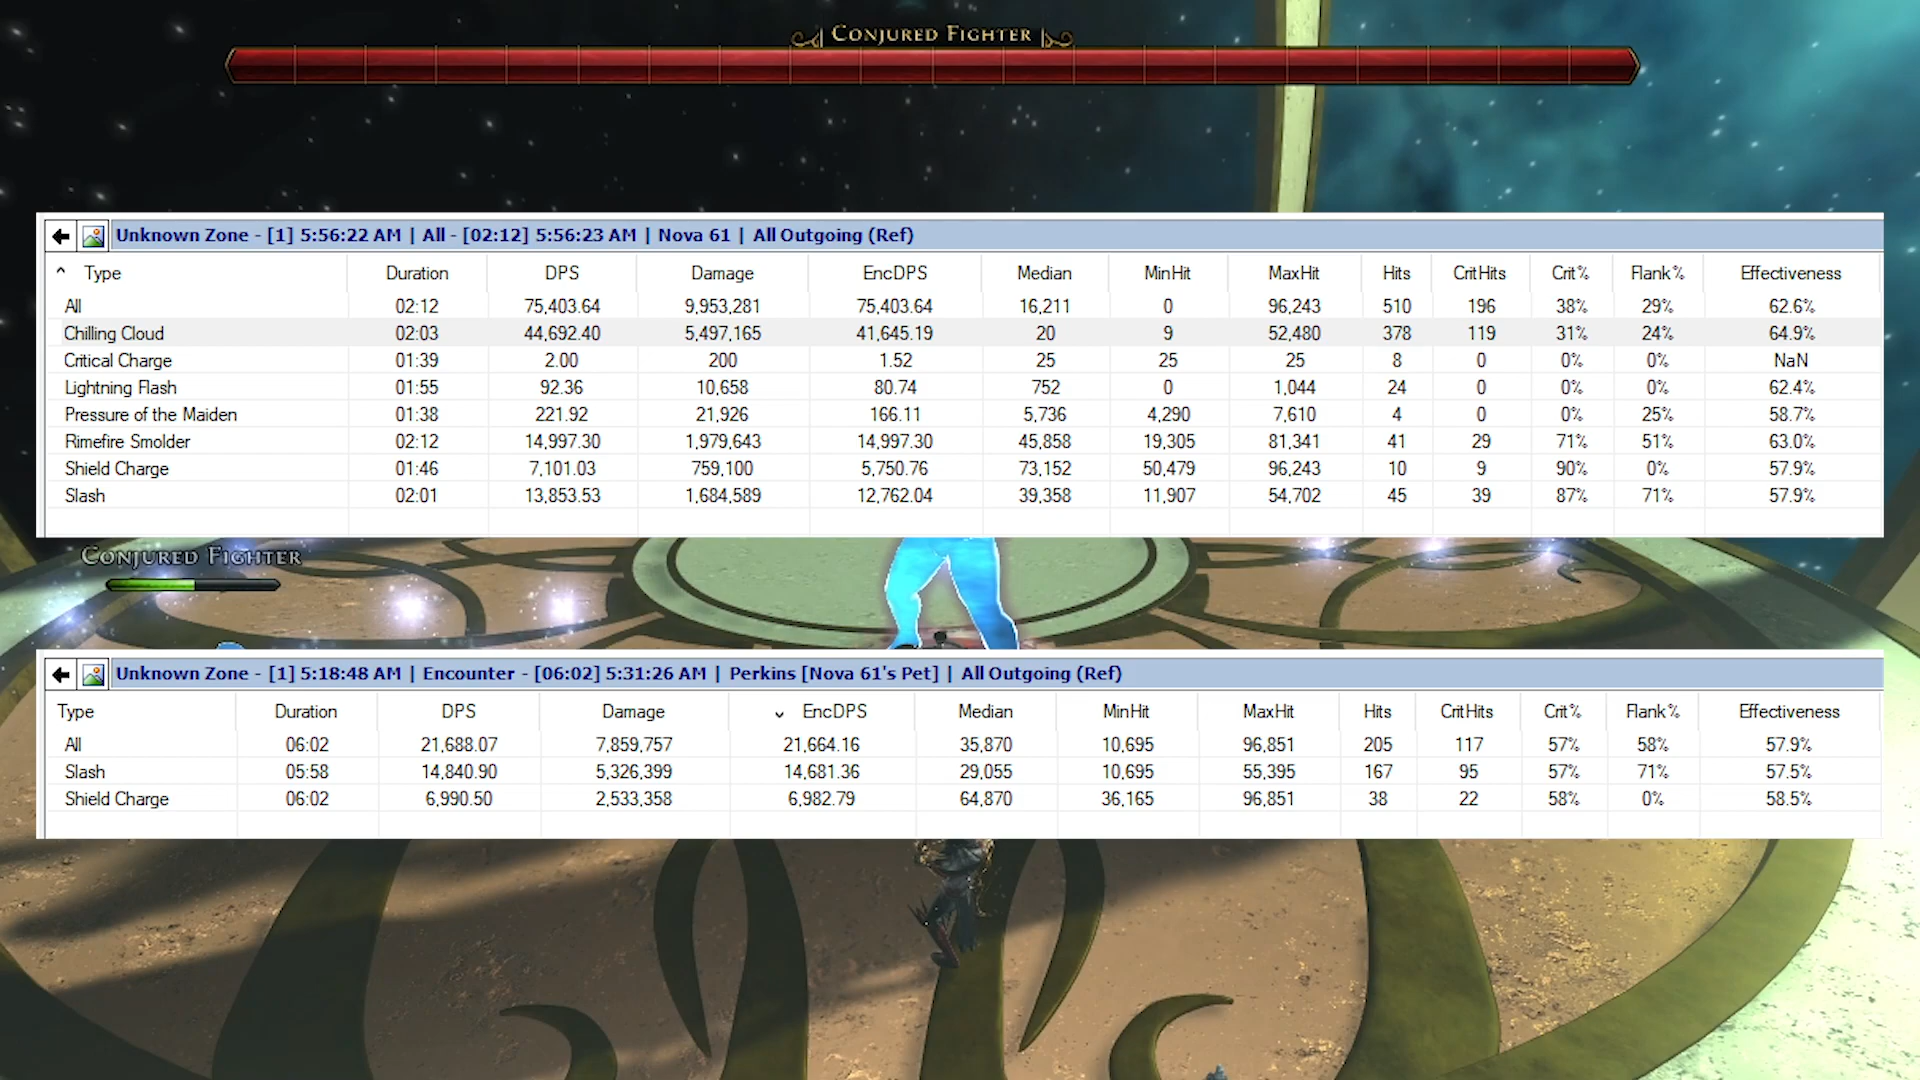 Conjured Fighter
Unknown Zone - [1] 5:56:22 AM | All - [02:12] 5:56:23 AM | Nova 61 | All Outgoing (Ref)
Type Duration DPS Damage EncDPS Median MinHit MaxHit Hits CritHits Crit% Flank% Effectiveness
All 02:12 75,403.64 9,953,281 75,403.64 16,211 0 96,243 510 196 38% 29% 62.6%
Chilling Cloud 02:03 44,692.40 5,497,165 41,645.19 20 9 52,480 378 119 31% 24% 64.9%
Critical Charge 01:39 2.00 200 1.52 25 25 25 8 0 0% 0% NaN
Lightning Flash 01:55 92.36 10,658 80.74 752 0 1,044 24 0 0% 0% 62.4%
Pressure of the Maiden 01:38 221.92 21,926 166.11 5,736 4,290 7,610 4 0 0% 25% 58.7%
Rimefire Smolder 02:12 14,997.30 1,979,643 14,997.30 45,858 19,305 81,341 41 29 71% 51% 63.0%
Shield Charge 01:46 7,101.03 759,100 5,750.76 73,152 50,479 96,243 10 9 90% 0% 57.9%
Slash 02:01 13,853.53 1,684,589 12,762.04 39,358 11,907 54,702 45 39 87% 71% 57.9%
Conjured Fighter
Unknown Zone - [1] 5:18:48 AM | Encounter - [06:02] 5:31:26 AM | Perkins [Nova 61's Pet] | All Outgoing (Ref)
Type Duration DPS Damage EncDPS Median MinHit MaxHit Hits CritHits Crit% Flank% Effectiveness
All 06:02 21,688.07 7,859,757 21,664.16 35,870 10,695 96,851 205 117 57% 58% 57.9%
Slash 05:58 14,840.90 5,326,399 14,681.36 29,055 10,695 55,395 167 95 57% 71% 57.5%
Shield Charge 06:02 6,990.50 2,533,358 6,982.79 64,870 36,165 96,851 38 22 58% 0% 58.5%